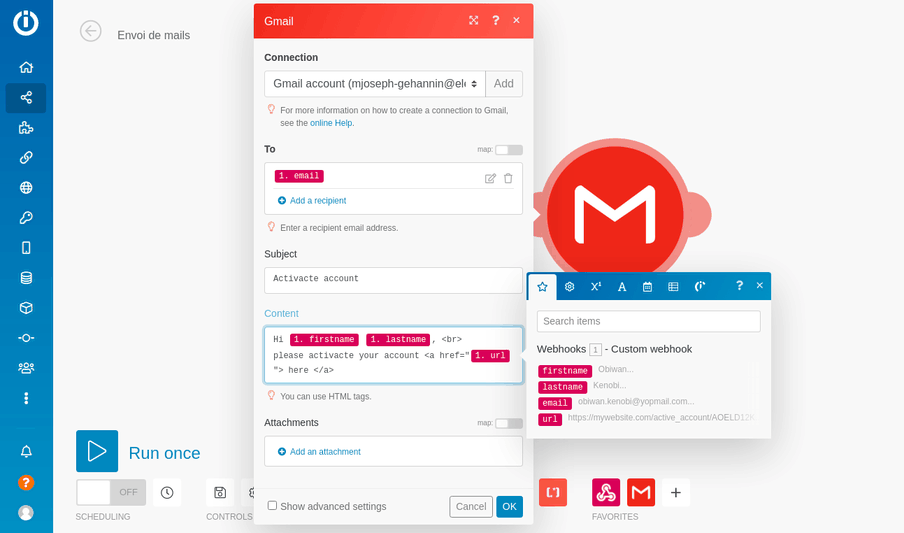 Envoi de mails
Gmail
Connection
Gmail account (mjoseph-gehannin@ele
Add
For more information on how to create a connection to Gmail,
see the online Help.
To
map:
1. email
Add a recipient
Enter a recipient email address.
Subject
Activacte account
Content
Hi 1. firstname 1. lastname, <br>
please activacte your account <a href="1. url
"> here </a>
You can use HTML tags.
Attachments
map:
Add an attachment
Show advanced settings
Cancel
OK
Search items
Webhooks 1 - Custom webhook
firstname Obiwan...
lastname Kenobi...
email obiwan.kenobi@yopmail.com...
url https://mywebsite.com/active_account/AOELD12K
Run once
OFF
SCHEDULING
CONTROLS
FAVORITES